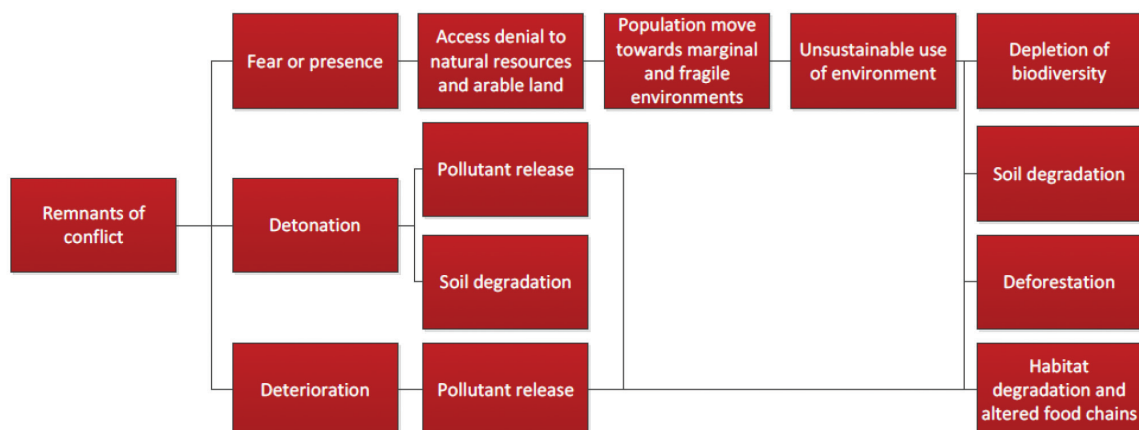 Fear or presence
Access denial to
natural resources
and arable land
Population move
towards marginal
and fragile
environments
Unsustainable use
of environment
Depletion of
biodiversity
Remnants of
conflict
Detonation
Pollutant release
Soil degradation
Soil degradation
Deforestation
Deterioration
Pollutant release
Habitat
degradation and
altered food chains